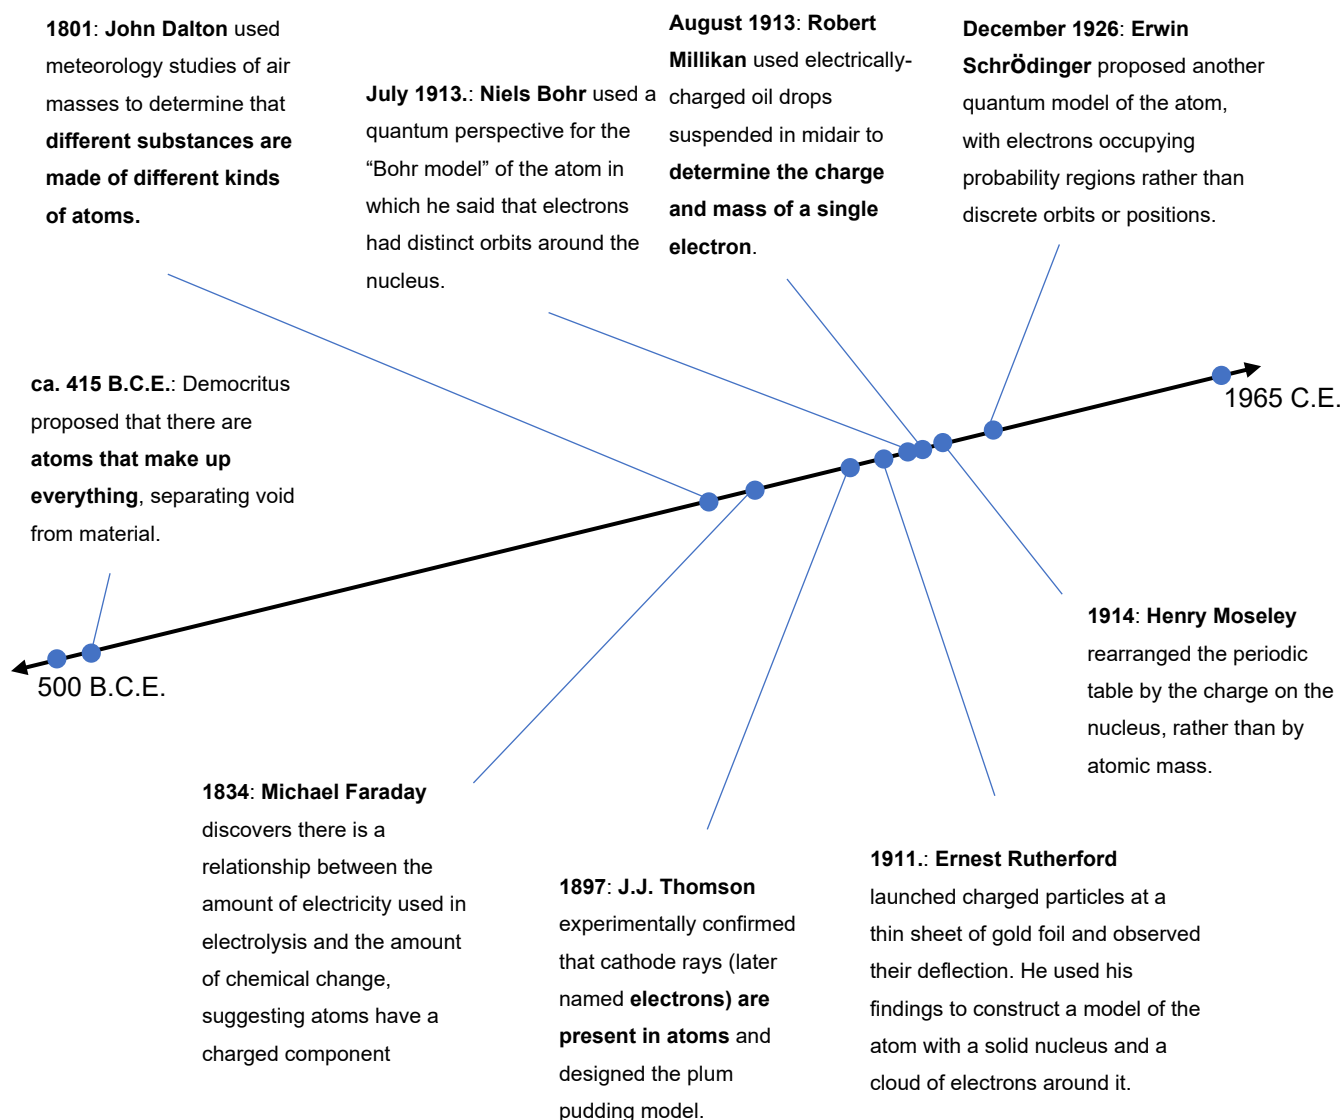 1801: John Dalton used
meteorology studies of air
masses to determine that
different substances are
made of different kinds
of atoms.
July 1913.: Niels Bohr used a
quantum perspective for the
“Bohr model” of the atom in
which he said that electrons
had distinct orbits around the
nucleus.
August 1913: Robert
Millikan used electrically-
charged oil drops
suspended in midair to
determine the charge
and mass of a single
electron.
December 1926: Erwin
SchrÖdinger proposed another
quantum model of the atom,
with electrons occupying
probability regions rather than
discrete orbits or positions.
ca. 415 B.C.E.: Democritus
proposed that there are
atoms that make up
everything, separating void
from material.
1965 C.E.
500 B.C.E.
1914: Henry Moseley
rearranged the periodic
table by the charge on the
nucleus, rather than by
atomic mass.
1834: Michael Faraday
discovers there is a
relationship between the
amount of electricity used in
electrolysis and the amount
of chemical change,
suggesting atoms have a
charged component
1897: J.J. Thomson
experimentally confirmed
that cathode rays (later
named electrons) are
present in atoms and
designed the plum
pudding model.
1911.: Ernest Rutherford
launched charged particles at a
thin sheet of gold foil and observed
their deflection. He used his
findings to construct a model of the
atom with a solid nucleus and a
cloud of electrons around it.